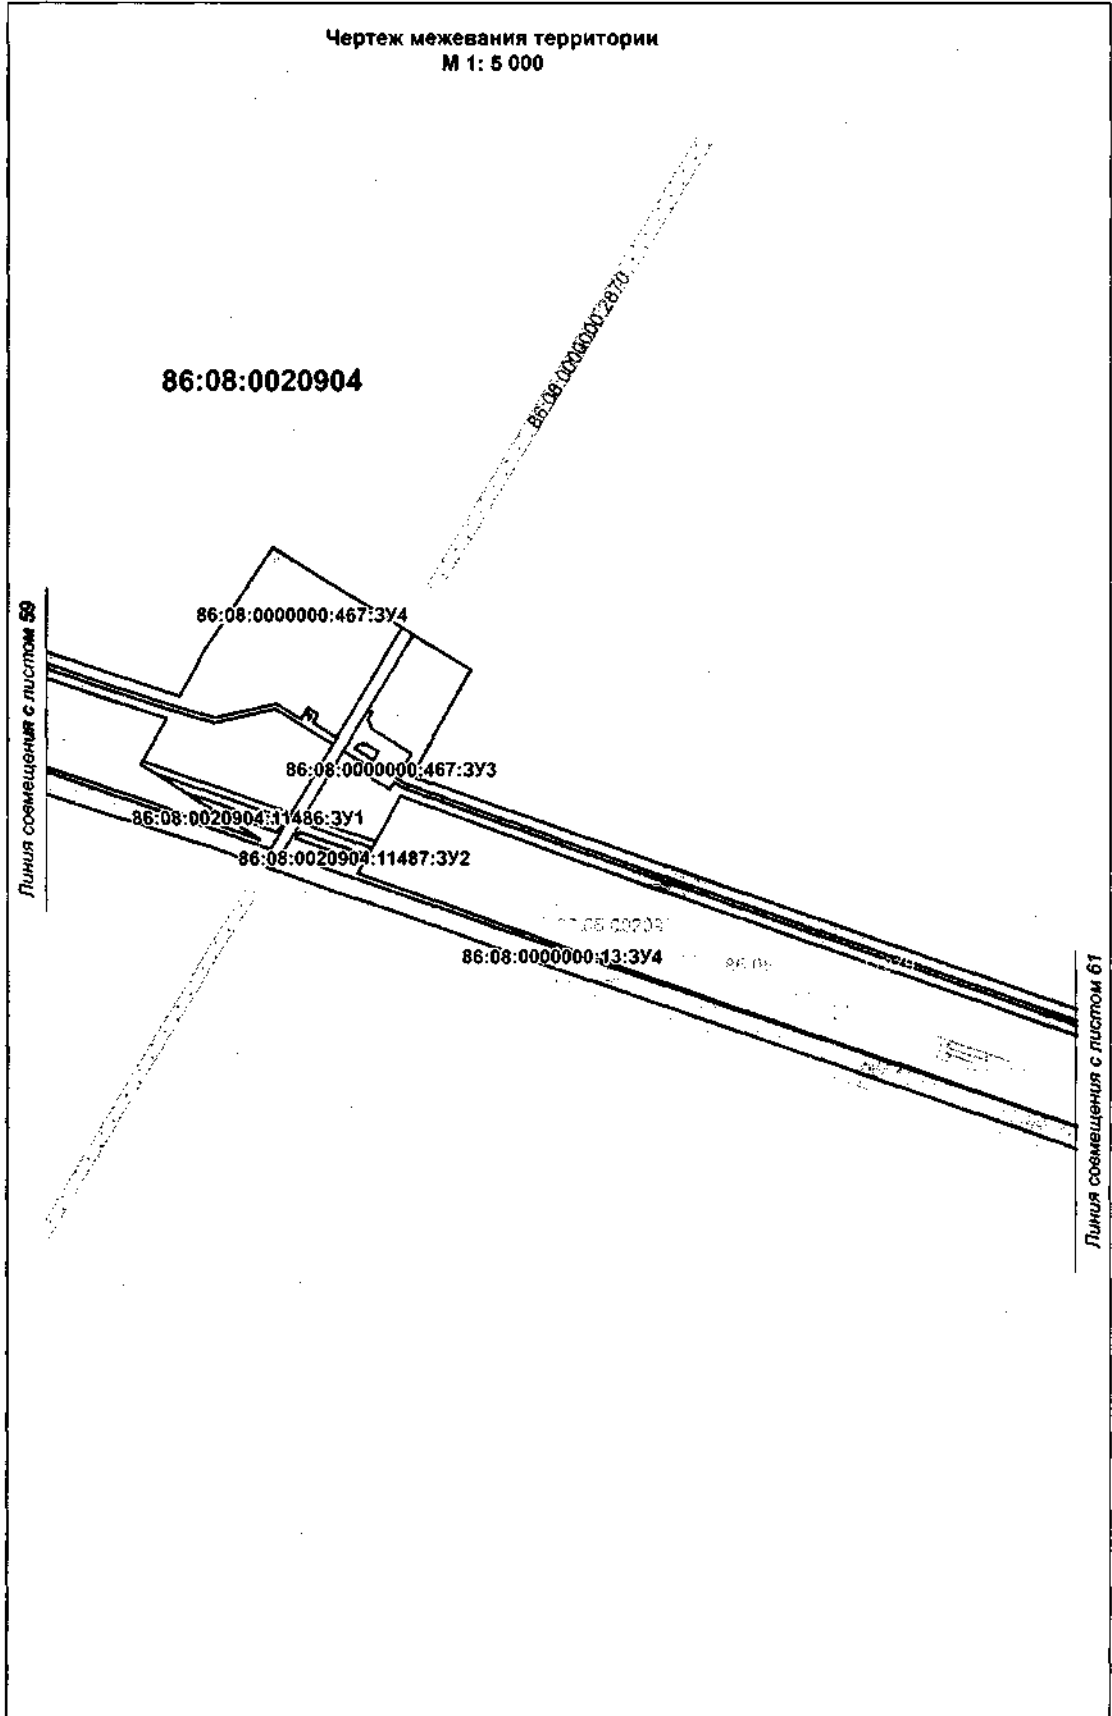 Чертеж межевания территории
М 1: 5 000
86:08:0000000:2870
86:08:0020904
86:08:0000000:467:ЗУ4
Линия совмещения с листом 59
86:08:0000000:467:ЗУ3
86:08:0020904:11486:ЗУ1
86:08:0020904:11487:ЗУ2
86:08:0000000:13:ЗУ4
86:08
Линия совмещения с листом 61